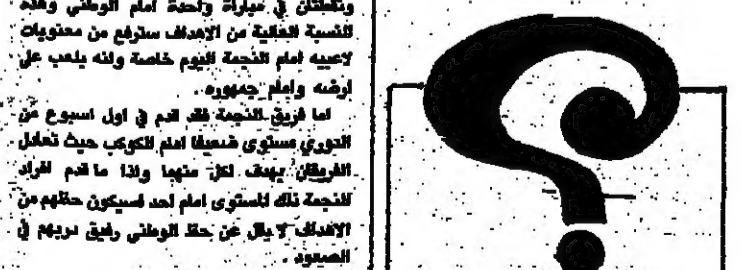 ونقطتان في مباراة واحدة امام الوطني وهذه
النسبة العالية من الاهداف سترفع من معنويات
لاعبيه امام النجمة اليوم خاصة وانه يلعب على
ارضه وامام جمهوره .
اما فريق النجمة فقد قدم في اول اسبوع من
الدوري مستوى ضعيفا امام الكوكب حيث تعادل
الفريقان بهدف لكل منهما واذا ما قدم افراد
النجمة ذلك المستوى امام احد فسيكون حظهم من
الاهداف لا يقل عن حظ الوطني رفيق دربهم في
الصعود .
؟